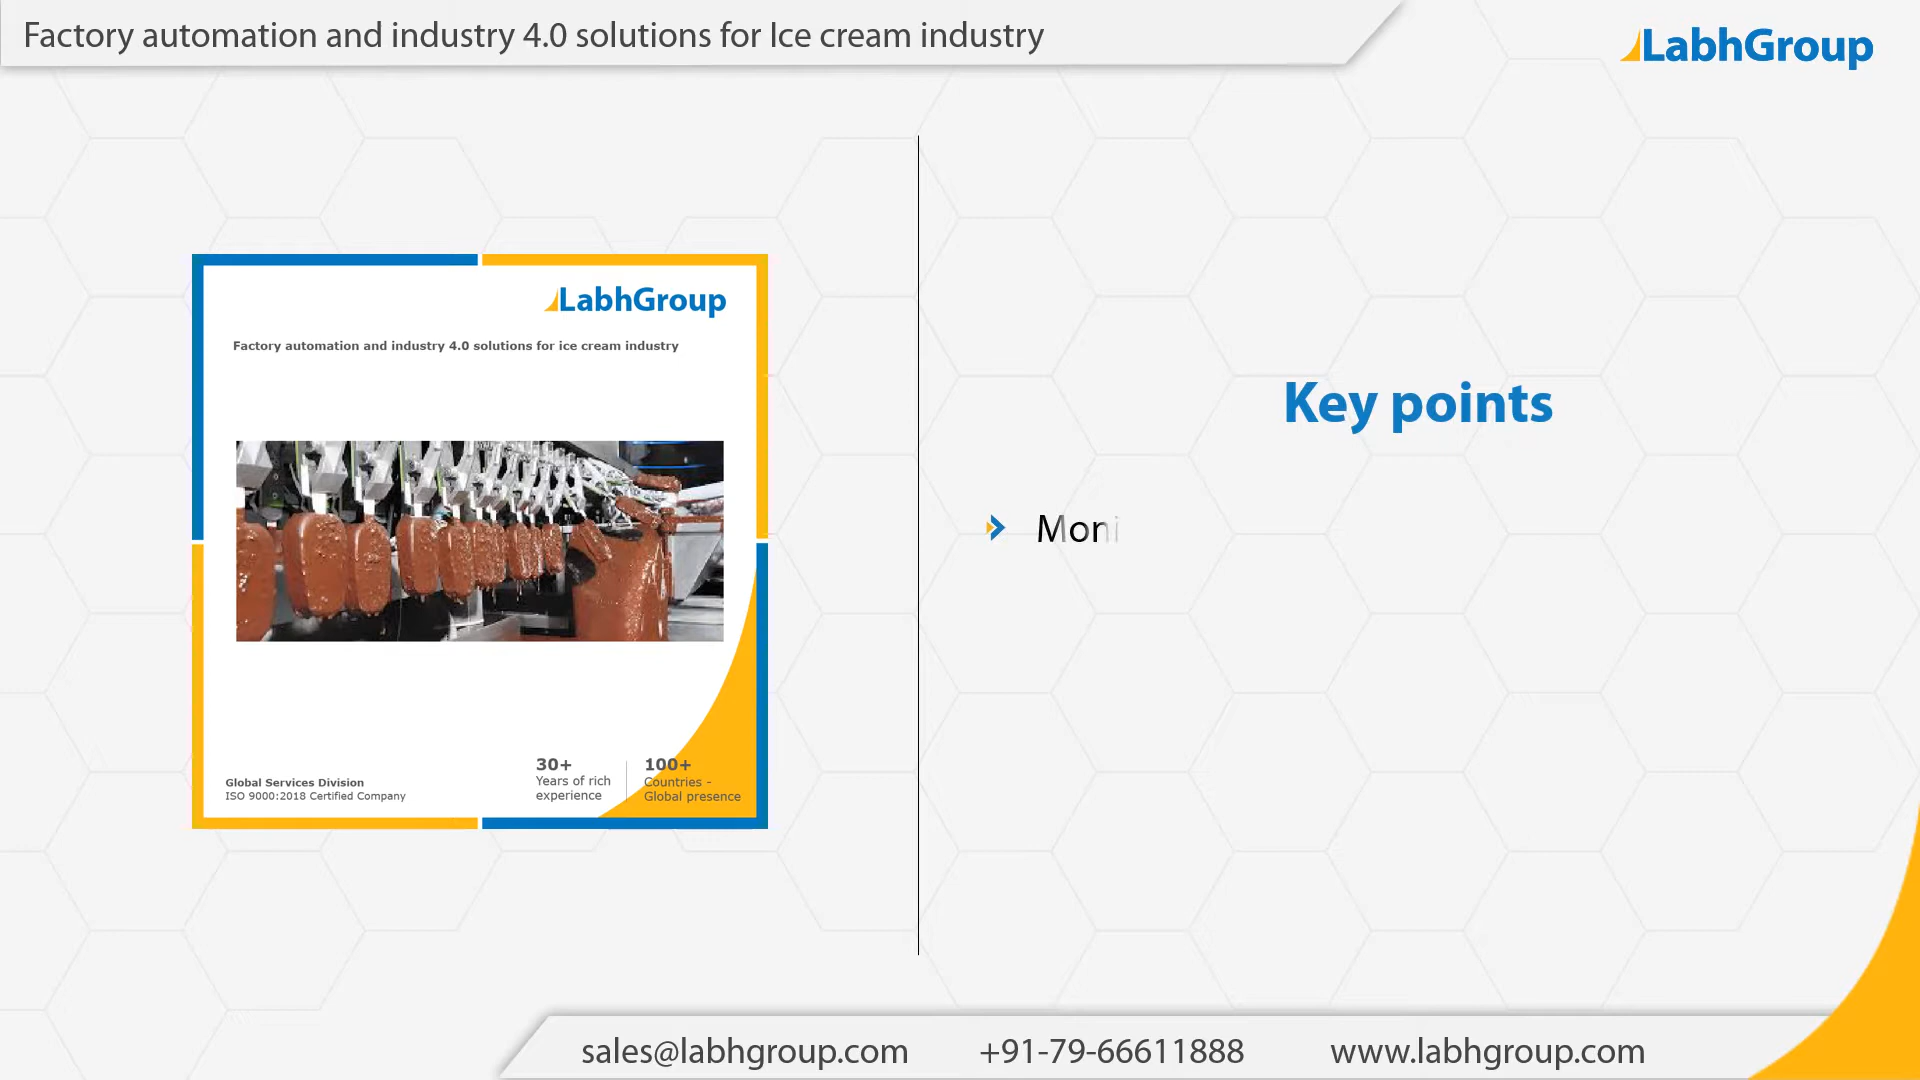 Factory automation and industry 4.0 solutions for Ice cream industry
LabhGroup
LabhGroup
Factory automation and industry 4.0 solutions for ice cream industry
Global Services Division
ISO 9000:2018 Certified Company
30+
Years of rich
experience
100+
Countries -
Global presence
Key points
Moni
sales@labhgroup.com
+91-79-66611888
www.labhgroup.com